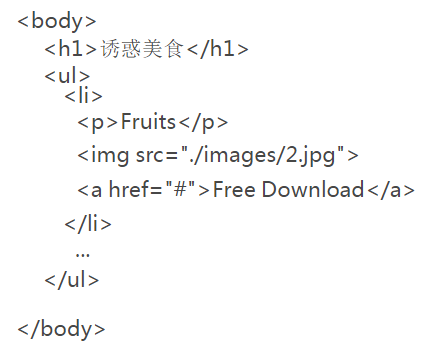 <body>
<h1>诱惑美食</h1>
<ul>
<li>
<p>Fruits</p>
<img src="./images/2.jpg">
<a href="#">Free Download</a>
</li>
...
</ul>
</body>